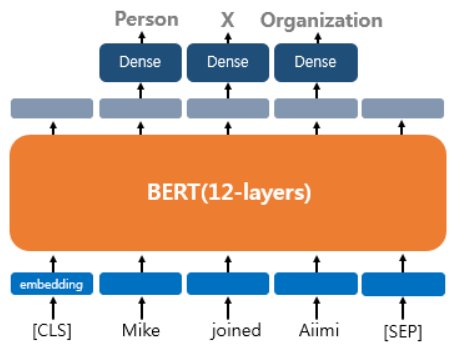 Person X Organization
Dense Dense Dense
BERT(12-layers)
embedding
[CLS] Mike joined Aiimi [SEP]